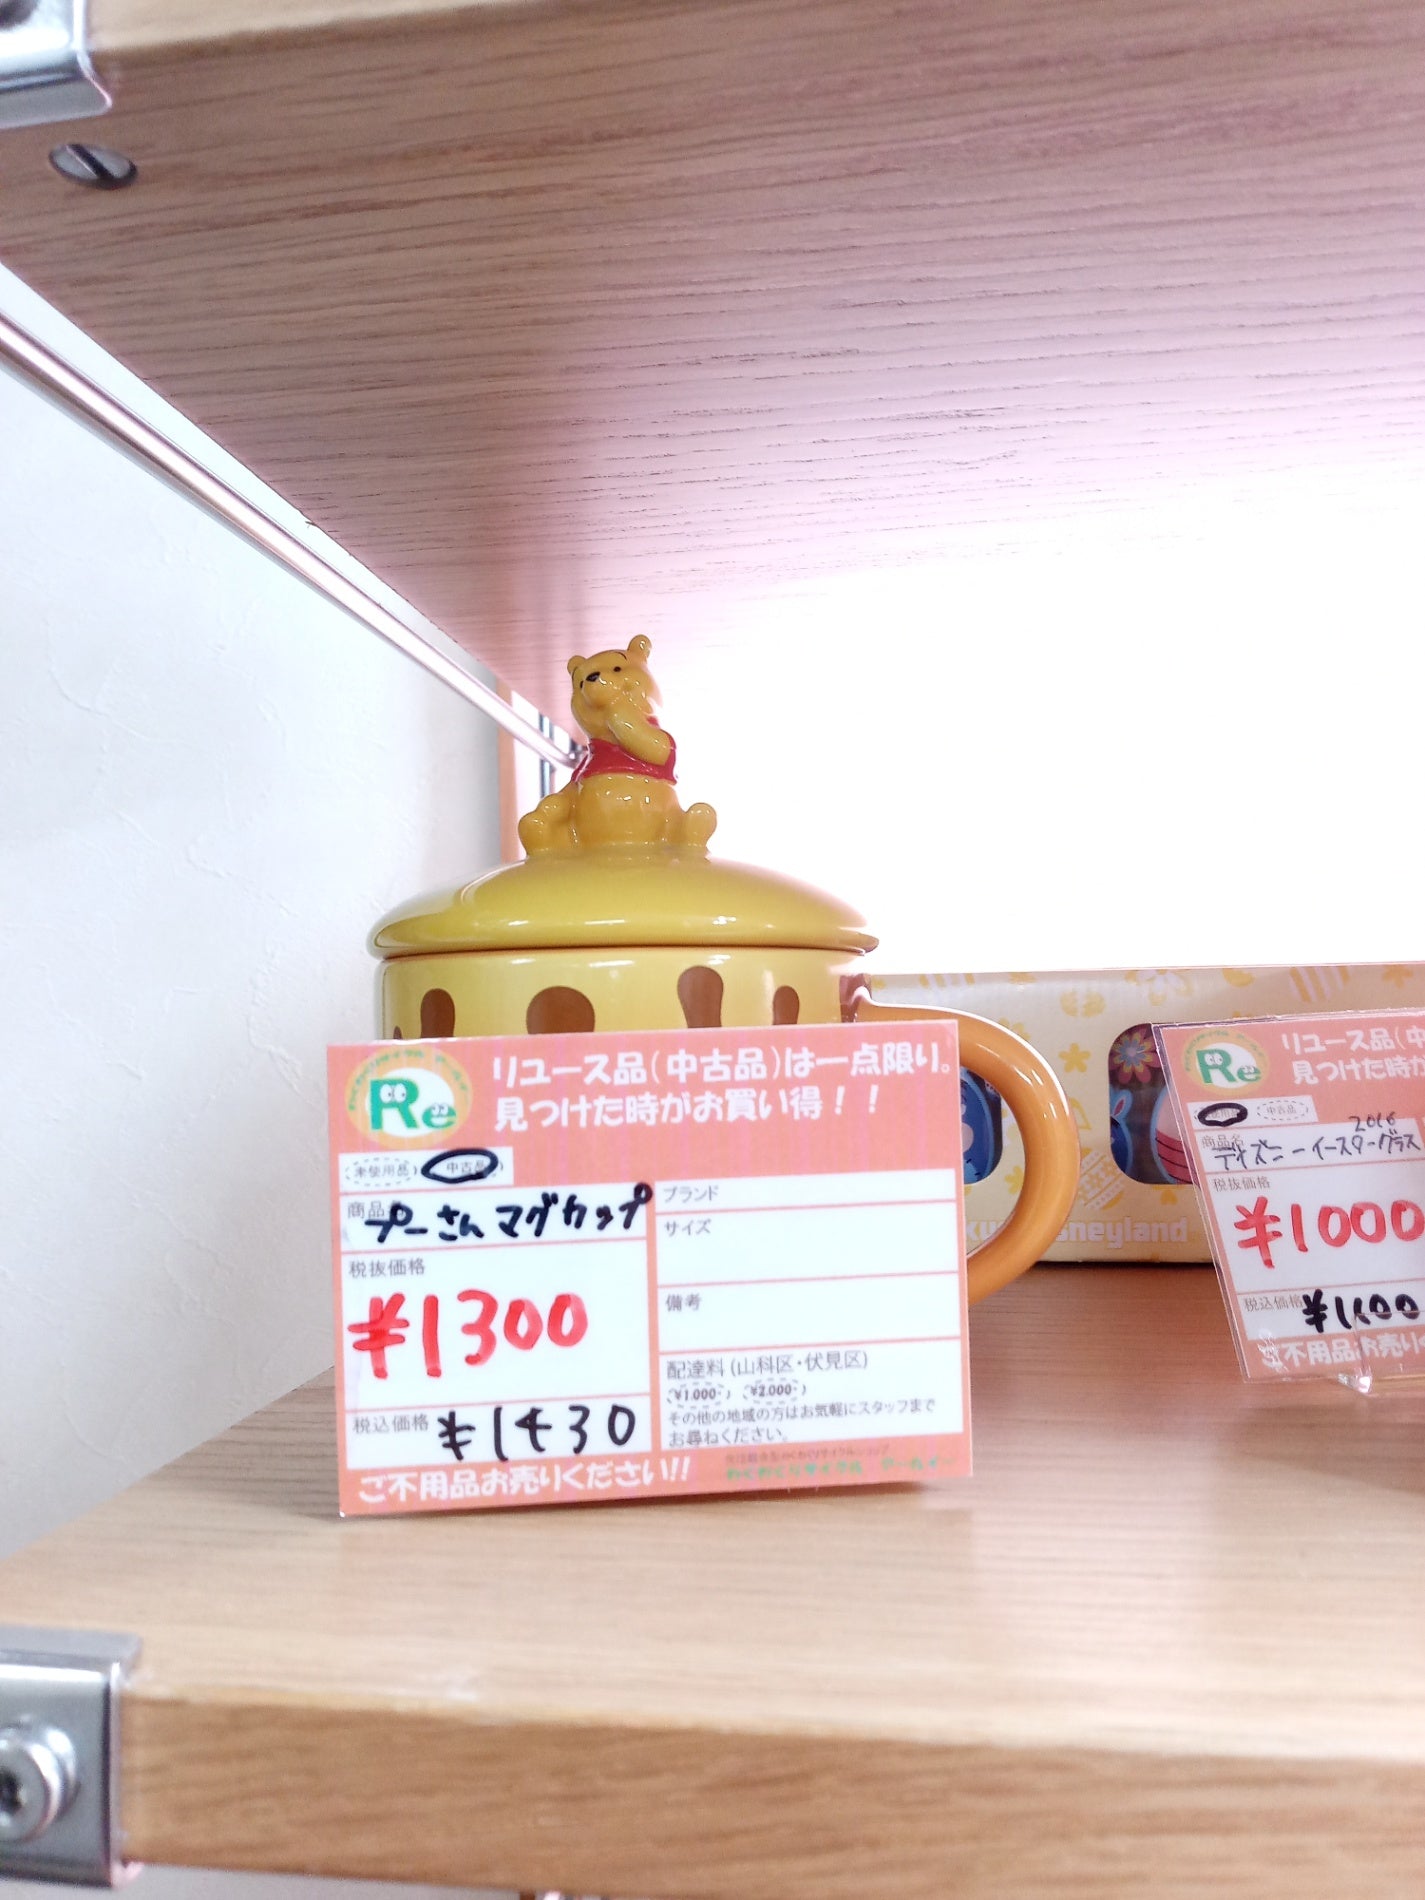 Re
リユース品(中古品)は一点限り。
見つけた時がお買い得！！
未使用品 中古品
商品名 プーさんマグカップ
税抜価格
¥1300
税込価格 ¥1430
ブランド
サイズ
備考
配達料(山科区・伏見区)
(¥1.000-) (¥2.000-)
その他の地域の方はお気軽にスタッフまで
お尋ねください。
ご不用品お売りください!!
Disneyland
Re
リユース品(中
見つけた時が
中古品
2016
商品名 ディズニーイースターグラス
税抜価格
¥1000
税込価格 ¥1100
不用品お売り